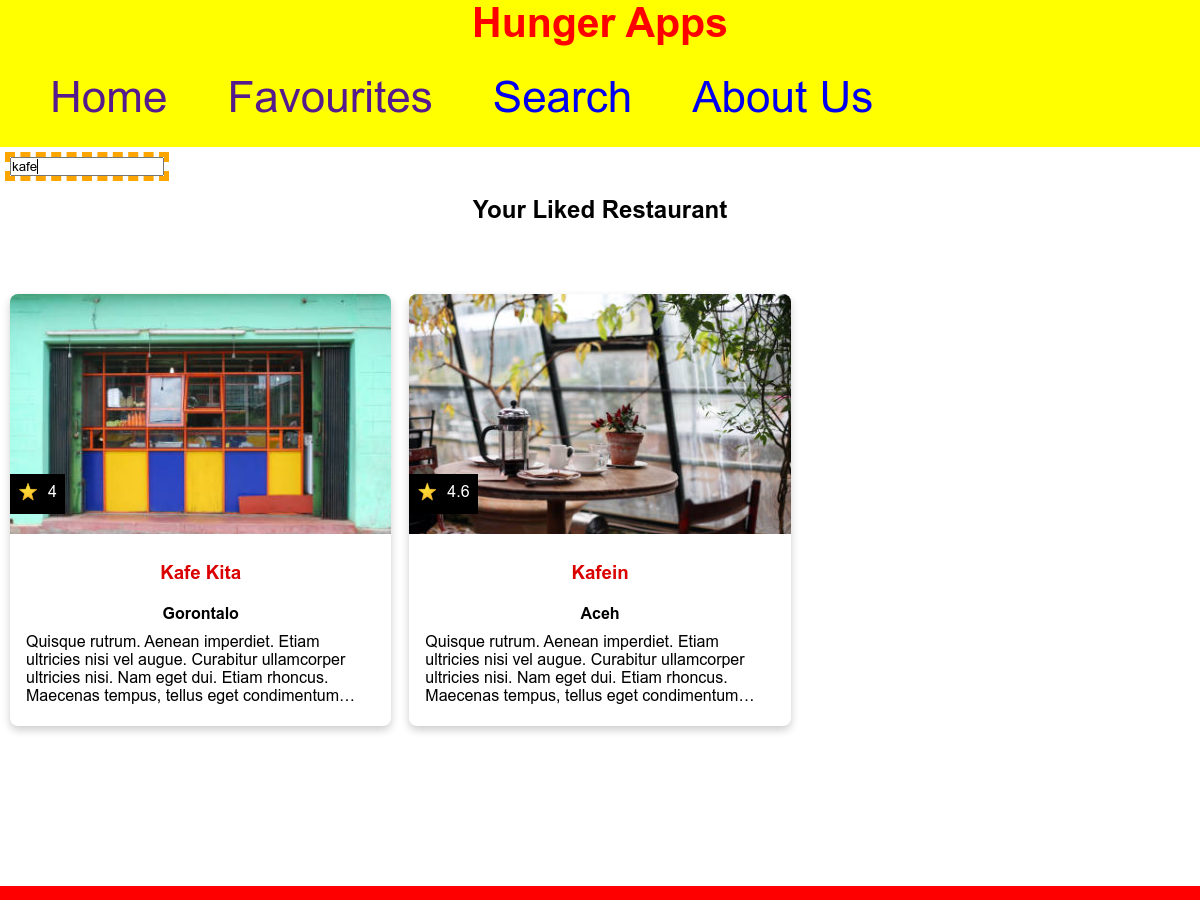 Hunger Apps
Home Favourites Search About Us
kafe
Your Liked Restaurant
4
4.6
Kafe Kita
Gorontalo
Quisque rutrum. Aenean imperdiet. Etiam
ultricies nisi vel augue. Curabitur ullamcorper
ultricies nisi. Nam eget dui. Etiam rhoncus.
Maecenas tempus, tellus eget condimentum…
Kafein
Aceh
Quisque rutrum. Aenean imperdiet. Etiam
ultricies nisi vel augue. Curabitur ullamcorper
ultricies nisi. Nam eget dui. Etiam rhoncus.
Maecenas tempus, tellus eget condimentum…